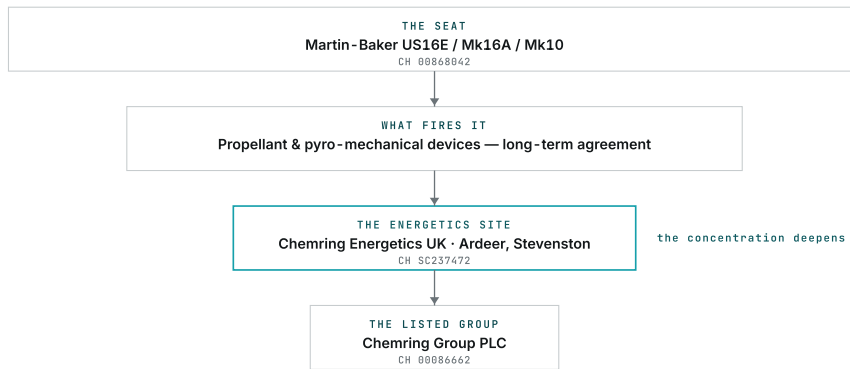 THE SEAT
Martin-Baker US16E / Mk16A / Mk10
CH 00868042
WHAT FIRES IT
Propellant & pyro-mechanical devices — long-term agreement
THE ENERGETICS SITE
Chemring Energetics UK · Ardeer, Stevenston
CH SC237472
the concentration deepens
THE LISTED GROUP
Chemring Group PLC
CH 00086662